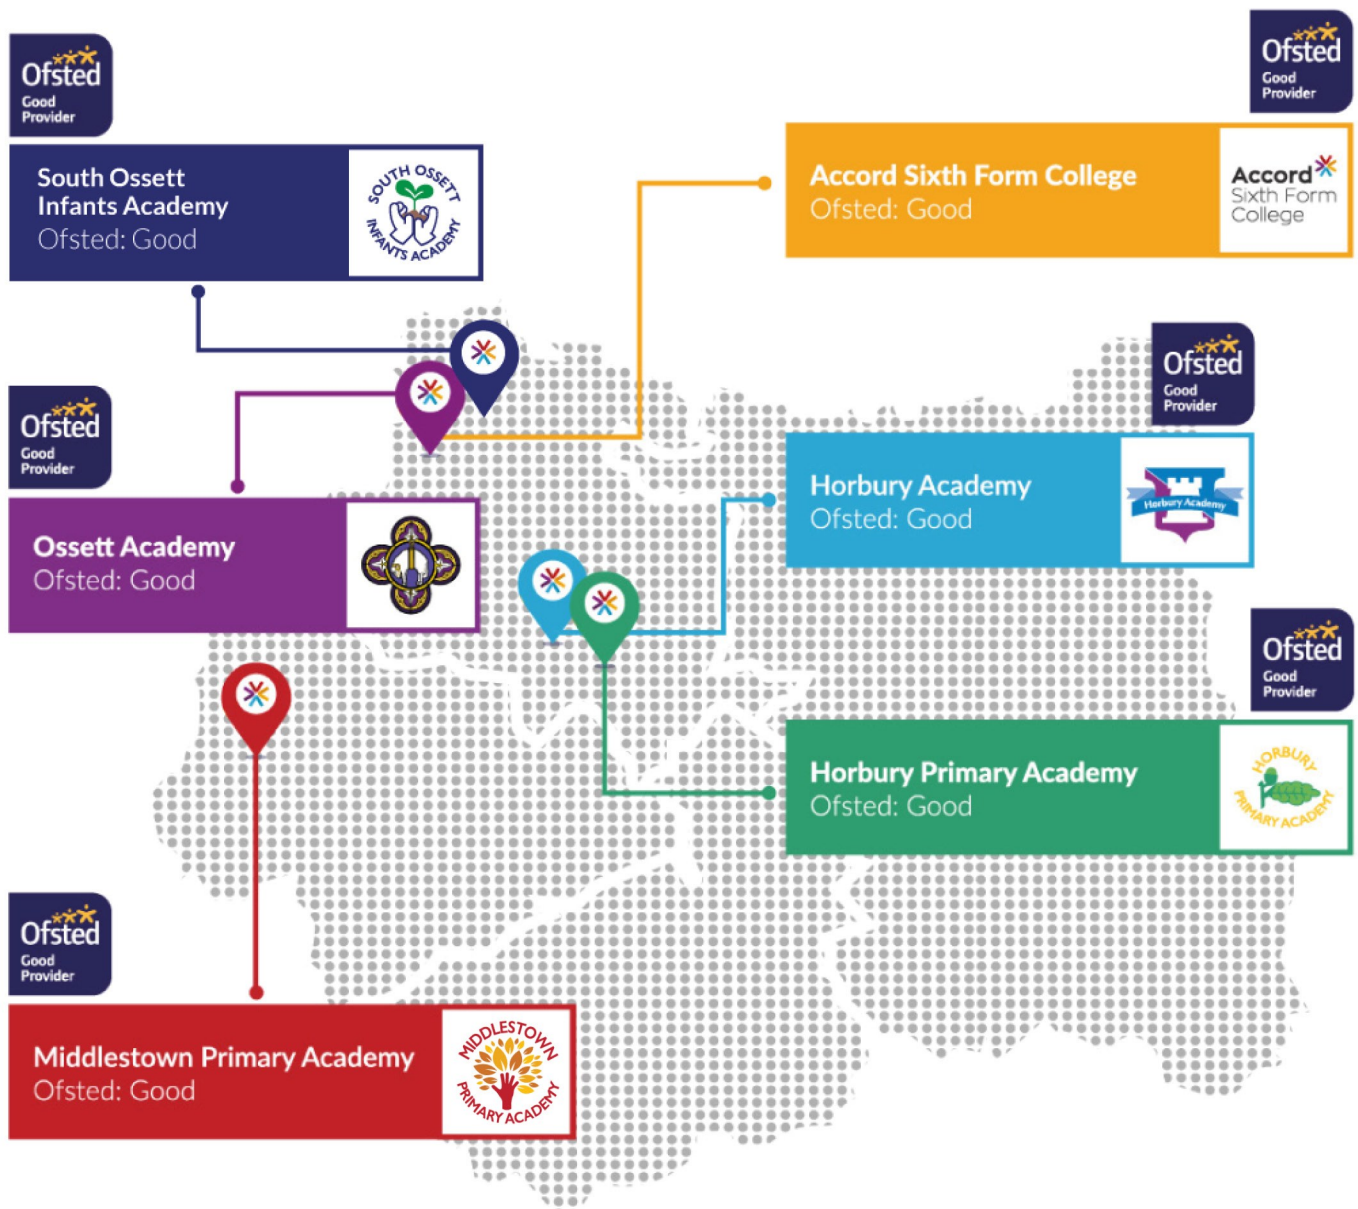 Ofsted
Good
Provider
South Ossett
Infants Academy
Ofsted: Good
SOUTH OSSETT
INFANTS ACADEMY
Ofsted
Good
Provider
Accord Sixth Form College
Ofsted: Good
Accord
Sixth Form
College
Ofsted
Good
Provider
Ossett Academy
Ofsted: Good
Ofsted
Good
Provider
Horbury Academy
Ofsted: Good
Horbury Academy
Ofsted
Good
Provider
Horbury Primary Academy
Ofsted: Good
HORBURY
PRIMARY ACADEMY
Ofsted
Good
Provider
Middlestown Primary Academy
Ofsted: Good
MIDDLESTOWN
PRIMARY ACADEMY